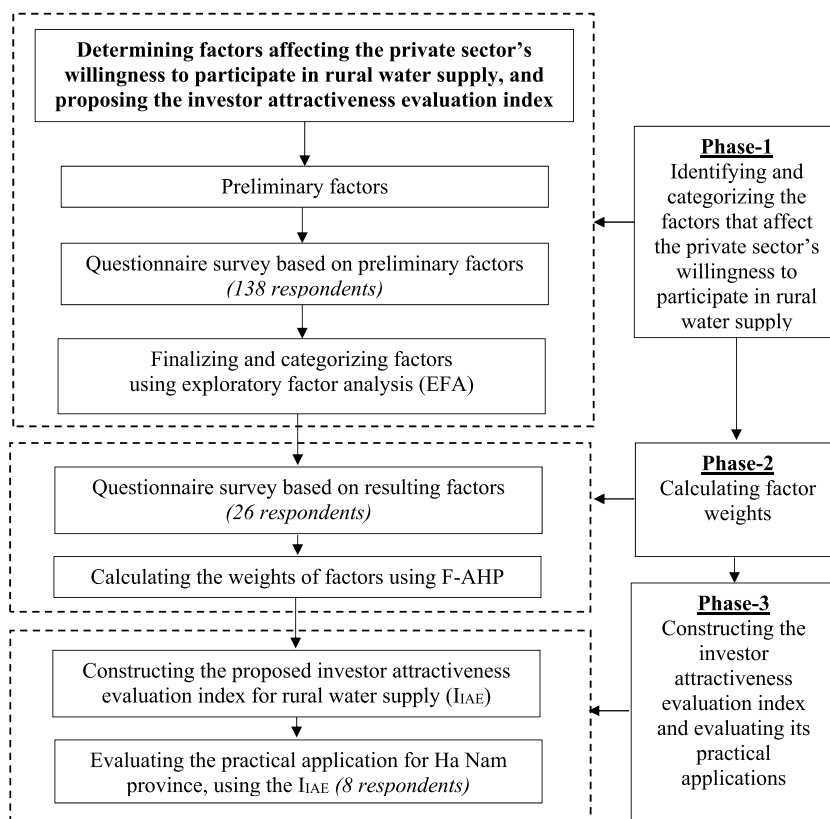 Determining factors affecting the private sector’s
willingness to participate in rural water supply, and
proposing the investor attractiveness evaluation index
Preliminary factors
Questionnaire survey based on preliminary factors
(138 respondents)
Finalizing and categorizing factors
using exploratory factor analysis (EFA)
Phase-1
Identifying and
categorizing the
factors that affect
the private sector’s
willingness to
participate in rural
water supply
Questionnaire survey based on resulting factors
(26 respondents)
Calculating the weights of factors using F-AHP
Phase-2
Calculating factor
weights
Constructing the proposed investor attractiveness
evaluation index for rural water supply (IIAE)
Evaluating the practical application for Ha Nam
province, using the IIAE (8 respondents)
Phase-3
Constructing the
investor
attractiveness
evaluation index
and evaluating its
practical
applications